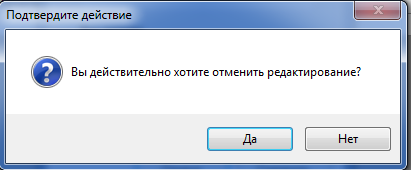 Подтвердите действие
Вы действительно хотите отменить редактирование?
Да
Нет